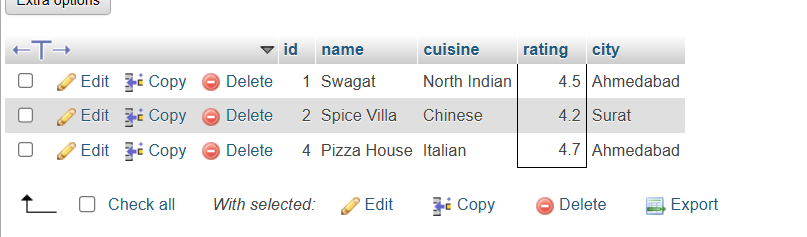 Extra options
id name cuisine rating city
Edit Copy Delete 1 Swagat North Indian 4.5 Ahmedabad
Edit Copy Delete 2 Spice Villa Chinese 4.2 Surat
Edit Copy Delete 4 Pizza House Italian 4.7 Ahmedabad
Check all With selected: Edit Copy Delete Export